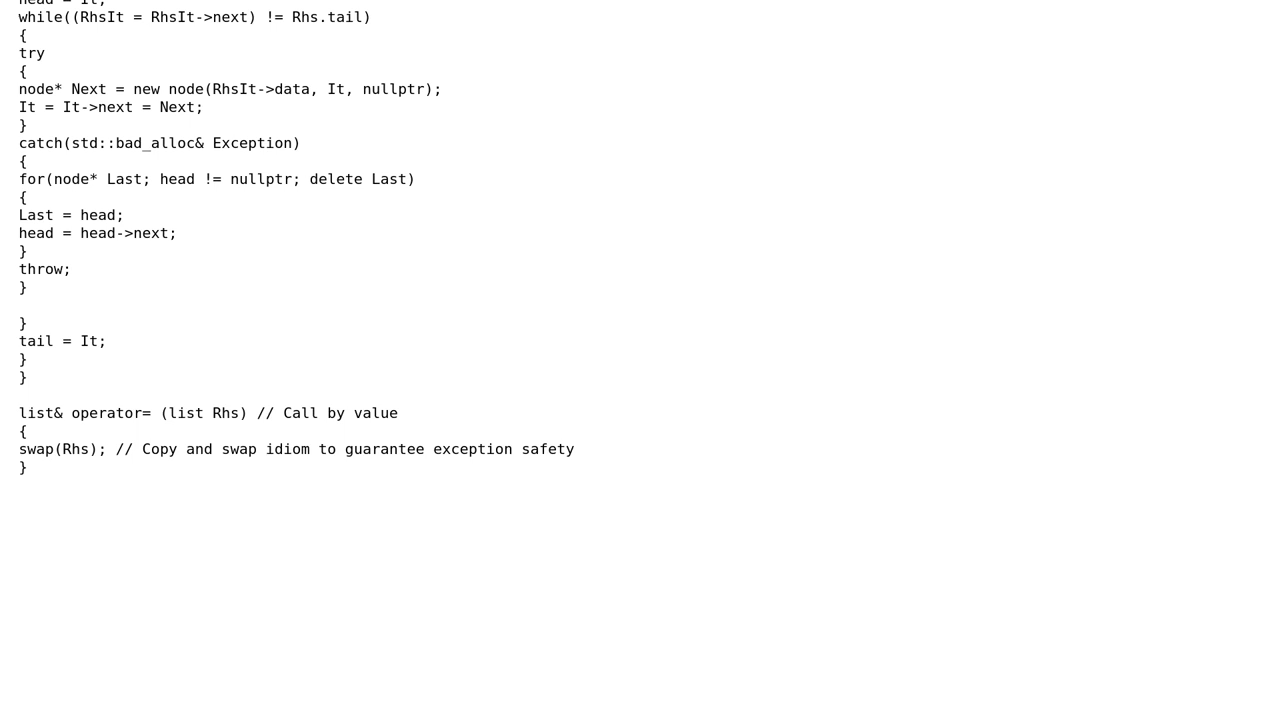 head = It;
while((RhsIt = RhsIt->next) != Rhs.tail)
{
try
{
node* Next = new node(RhsIt->data, It, nullptr);
It = It->next = Next;
}
catch(std::bad_alloc& Exception)
{
for(node* Last; head != nullptr; delete Last)
{
Last = head;
head = head->next;
}
throw;
}

}
tail = It;
}
}

list& operator= (list Rhs) // Call by value
{
swap(Rhs); // Copy and swap idiom to guarantee exception safety
}